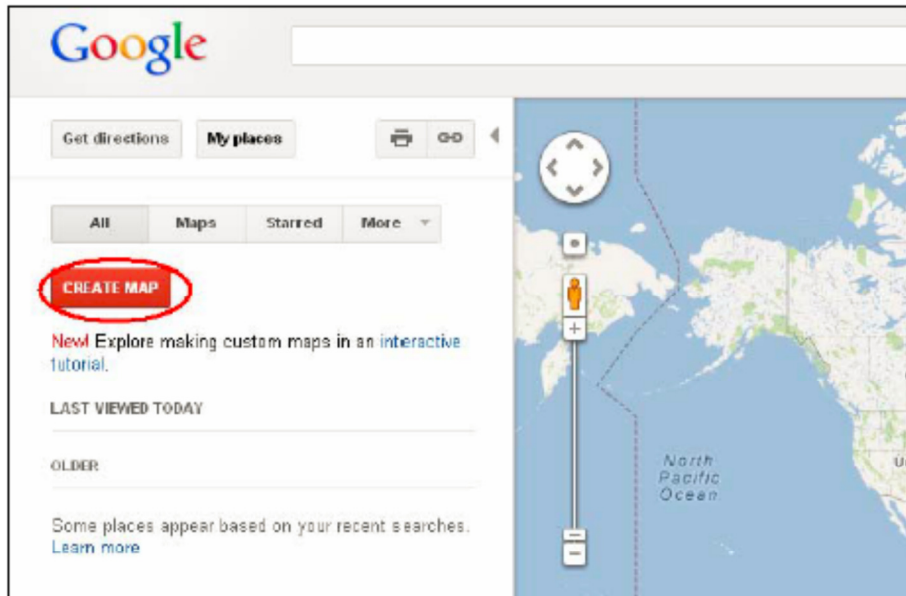 Google
Get directions
My places
All
Maps
Starred
More
CREATE MAP
New! Explore making custom maps in an interactive
tutorial.
LAST VIEWED TODAY
OLDER
Some places appear based on your recent searches.
Learn more
North
Pacific
Ocean